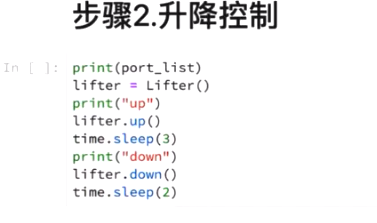 步骤2.升降控制
In [ ]: print(port_list)
lifter = Lifter()
print("up")
lifter.up()
time.sleep(3)
print("down")
lifter.down()
time.sleep(2)